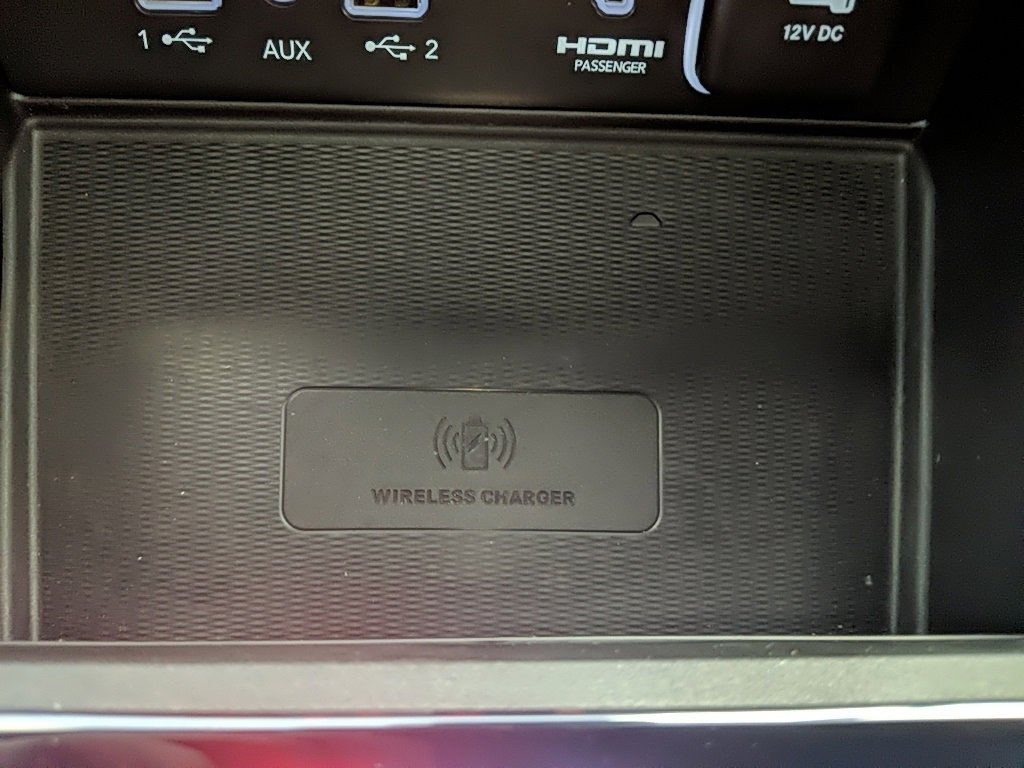 1
AUX
2
HDMI
PASSENGER
12V DC
WIRELESS CHARGER